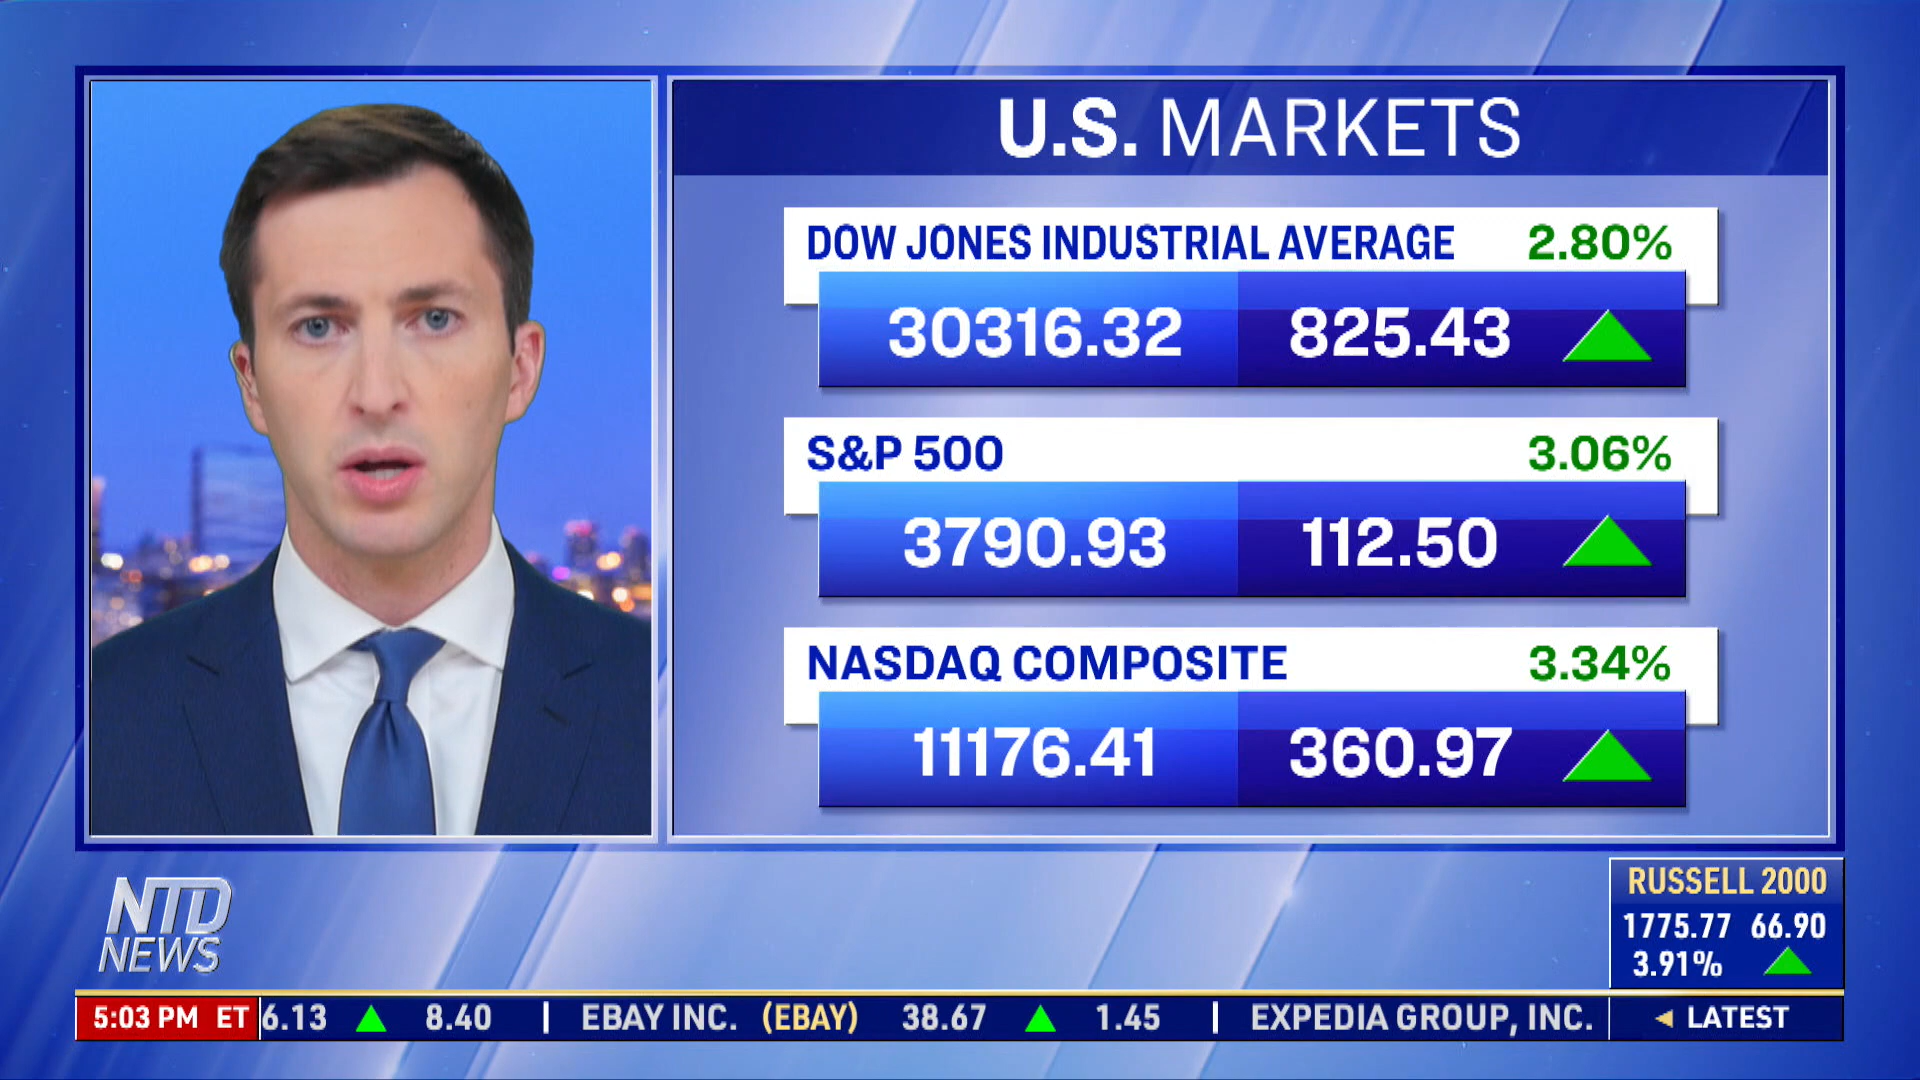 U.S. MARKETS
DOW JONES INDUSTRIAL AVERAGE 2.80%
30316.32 825.43
S&P 500 3.06%
3790.93 112.50
NASDAQ COMPOSITE 3.34%
11176.41 360.97
NTD
NEWS
RUSSELL 2000
1775.77 66.90
3.91%
5:03 PM ET 6.13 8.40 | EBAY INC. (EBAY) 38.67 1.45 | EXPEDIA GROUP, INC. LATEST